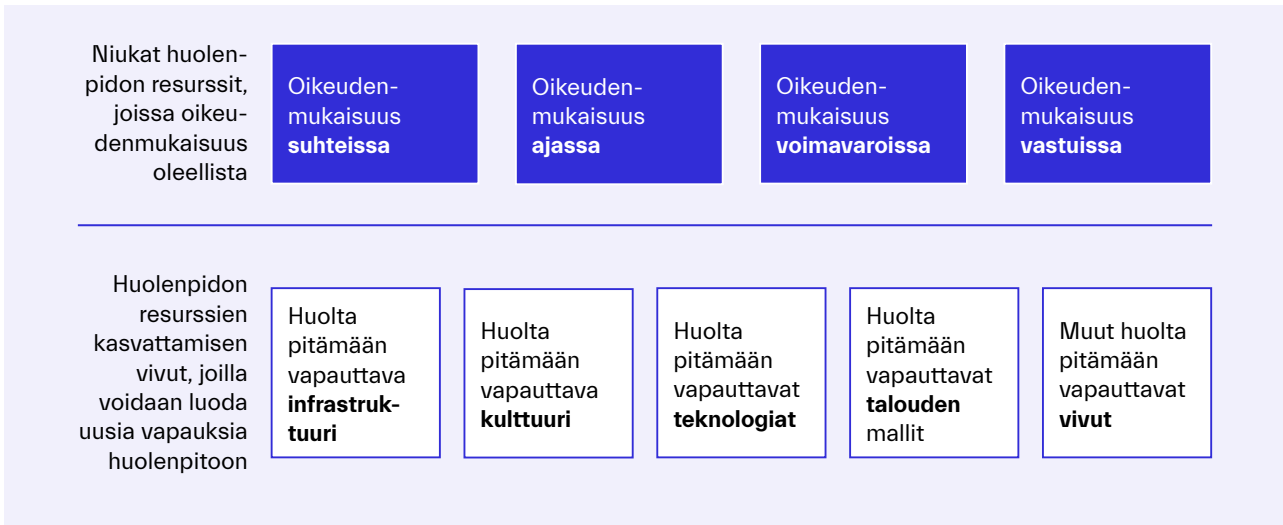 Niukat huolen-
pidon resurssit,
joissa oikeu-
denmukaisuus
oleellista
Oikeuden-
mukaisuus
suhteissa
Oikeuden-
mukaisuus
ajassa
Oikeuden-
mukaisuus
voimavaroissa
Oikeuden-
mukaisuus
vastuissa
Huolenpidon
resurssien
kasvattamisen
vivut, joilla
voidaan luoda
uusia vapauksia
huolenpitoon
Huolta
pitämään
vapauttava
infrastruk-
tuuri
Huolta
pitämään
vapauttava
kulttuuri
Huolta
pitämään
vapauttavat
teknologiat
Huolta
pitämään
vapauttavat
talouden
mallit
Muut huolta
pitämään
vapauttavat
vivut